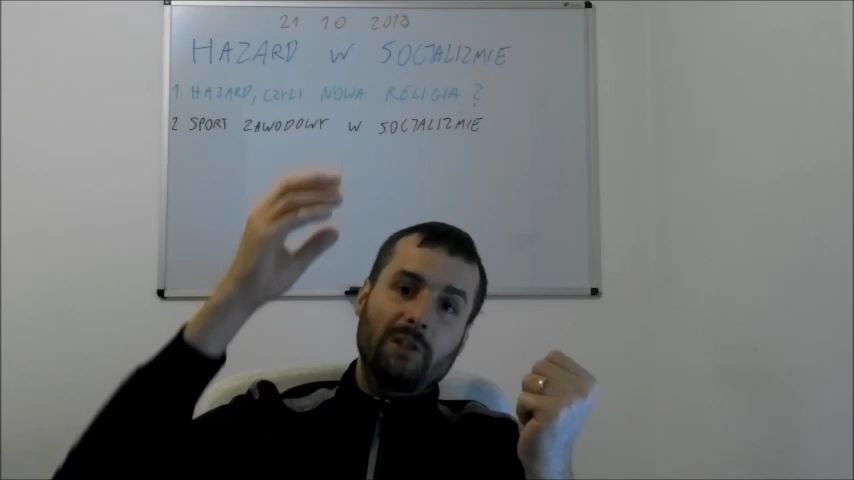 21 10 2013
HAZARD W SOCJALIZMIE
1. HAZARD, CZYLI NOWA RELIGIA?
2 SPORT ZAWODOWY W SOCJALIZMIE